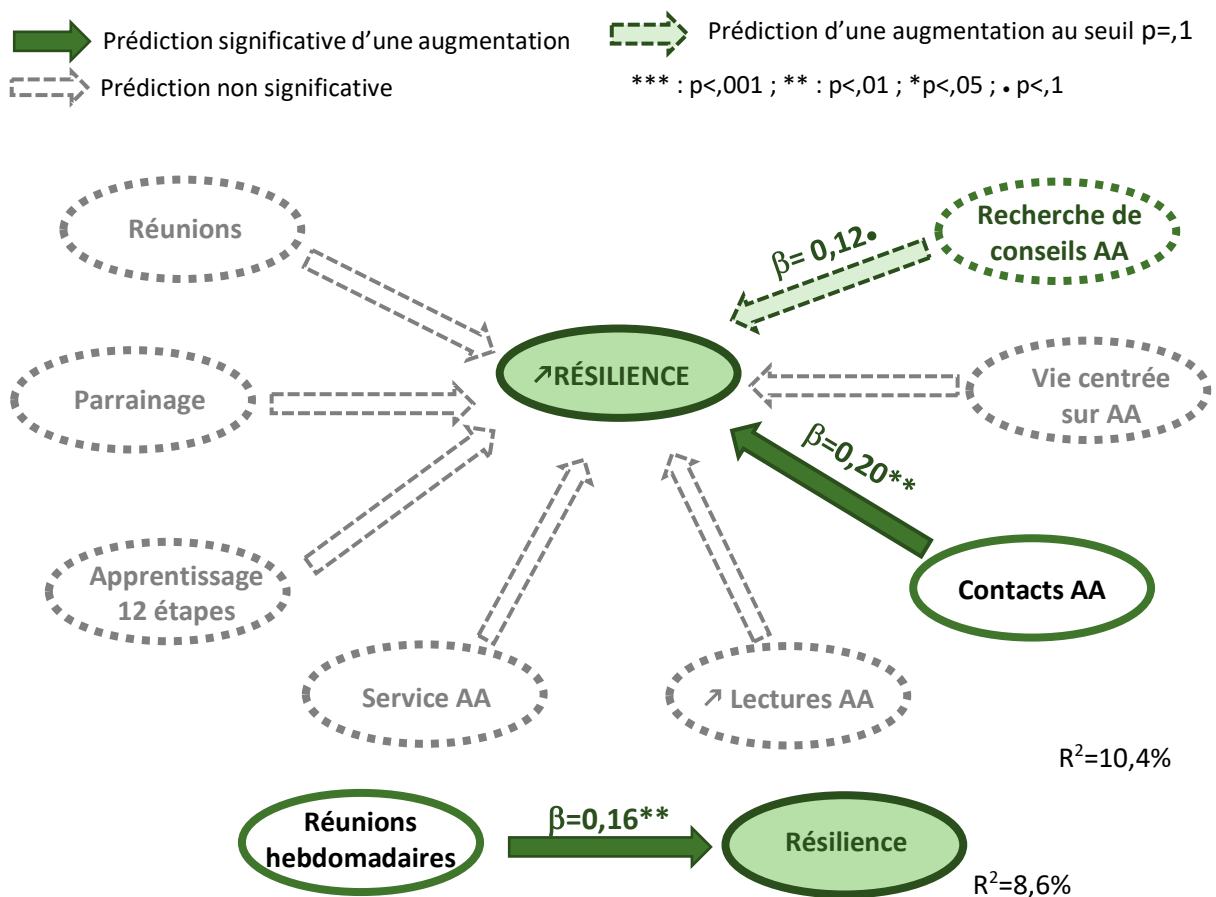 Prédiction significative d'une augmentation
Prédiction d'une augmentation au seuil p=,1
Prédiction non significative
*** : p<,001 ; ** : p<,01 ; *p<,05 ; • p<,1
Réunions
Recherche de
conseils AA
β= 0,12•
↗RÉSILIENCE
Parrainage
Vie centrée
sur AA
β=0,20**
Apprentissage
12 étapes
Contacts AA
Service AA
↗ Lectures AA
R²=10,4%
Réunions
hebdomadaires
β=0,16**
Résilience
R²=8,6%